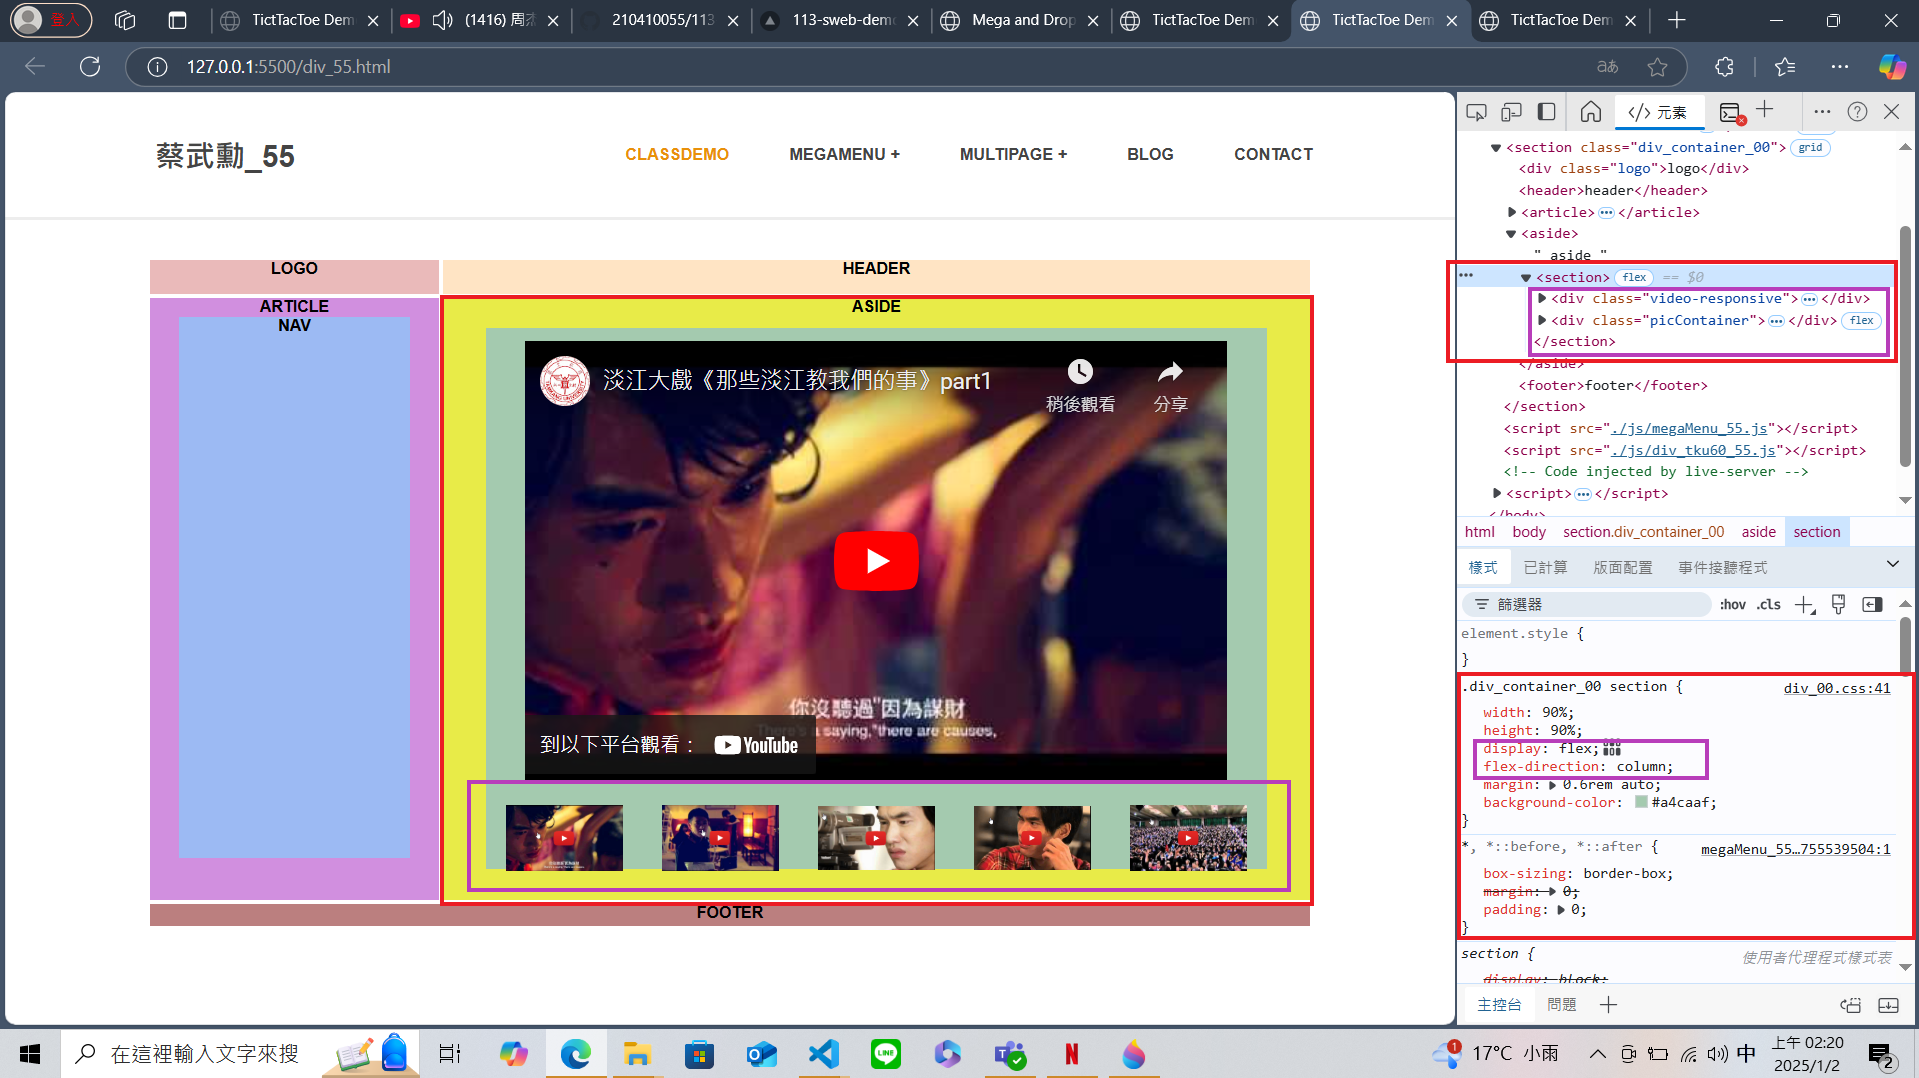 登入
TictTacToe Dem
(1416) 周杰
210410055/113
113-sweb-demo
Mega and Drop
TictTacToe Dem
TictTacToe Dem
TictTacToe Dem
127.0.0.1:5500/div_55.html
蔡武勳_55
CLASSDEMO
MEGAMENU +
MULTIPAGE +
BLOG
CONTACT
LOGO
HEADER
ARTICLE
NAV
ASIDE
淡江大戲《那些淡江教我們的事》part1
稍後觀看
分享
你沒聽過"因為謀財
There's a saying,"there are causes,
到以下平台觀看：
YouTube
FOOTER
元素
<section class="div_container_00"> grid
<div class="logo">logo</div>
<header>header</header>
<article> ••• </article>
<aside>
" aside "
••• <section> flex == $0
<div class="video-responsive"> ••• </div>
<div class="picContainer"> ••• </div> flex
</section>
</aside>
<footer>footer</footer>
</section>
<script src="./js/megaMenu_55.js"></script>
<script src="./js/div_tku60_55.js"></script>
<!-- Code injected by live-server -->
<script> ••• </script>
</body>
html body section.div_container_00 aside section
樣式 已計算 版面配置 事件接聽程式
篩選器
:hov .cls
element.style {
}
.div_container_00 section {
div_00.css:41
width: 90%;
height: 90%;
display: flex;
flex-direction: column;
margin: 0.6rem auto;
background-color: #a4caaf;
}
*, *::before, *::after {
megaMenu_55…755539504:1
box-sizing: border-box;
margin: 0;
padding: 0;
}
section {
使用者代理程式樣式表
display: block;
主控台 問題
在這裡輸入文字來搜
LINE
N
1
17°C 小雨
中
上午 02:20
2025/1/2
2